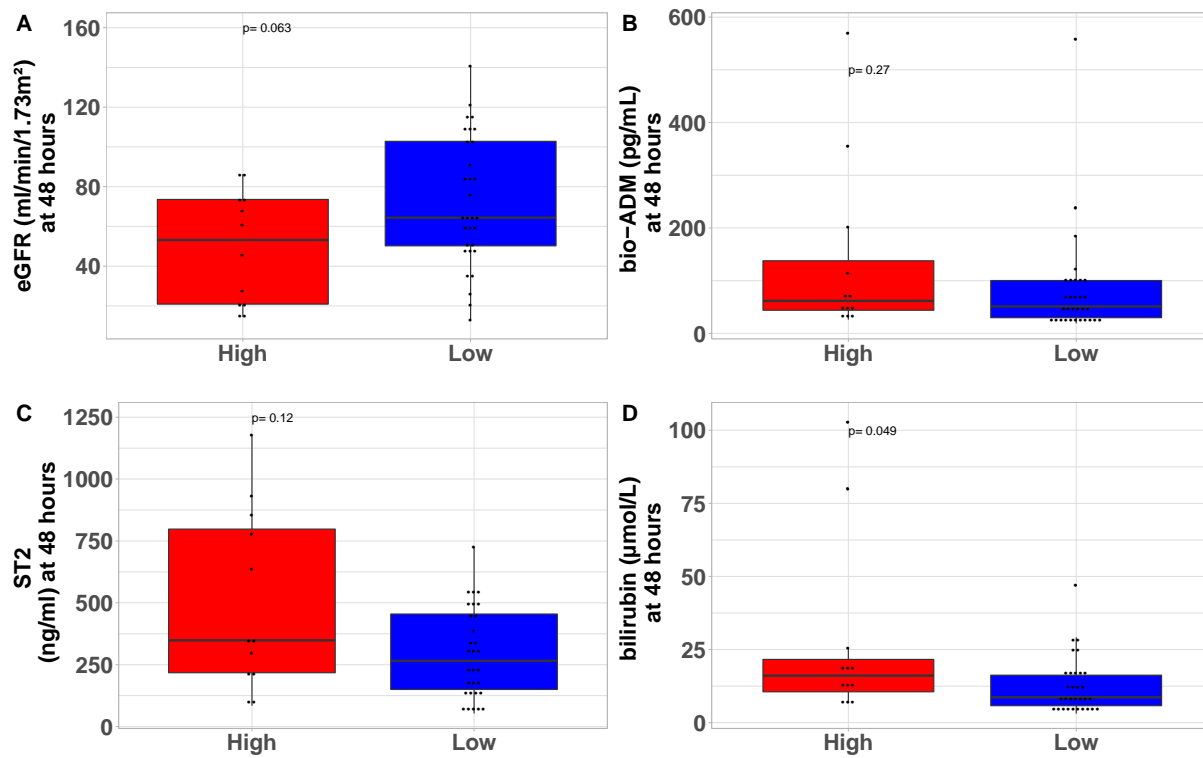 A
eGFR (ml/min/1.73m²)
at 48 hours
160
120
80
40
p= 0.063
High
Low
B
bio−ADM (pg/mL)
at 48 hours
600
400
200
0
p= 0.27
High
Low
C
ST2
(ng/ml) at 48 hours
1250
1000
750
500
250
0
p= 0.12
High
Low
D
bilirubin (µmol/L)
at 48 hours
100
75
50
25
0
p= 0.049
High
Low